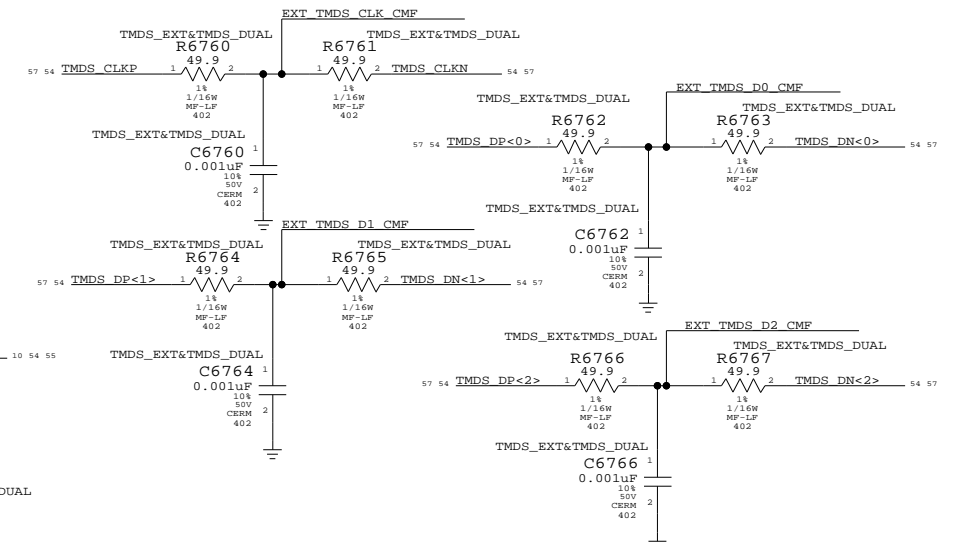 EXT_TMDS_CLK_CMF
TMDS_EXT&TMDS_DUAL
TMDS_EXT&TMDS_DUAL
R6760
R6761
49.9
49.9
57 54 TMDS_CLKP 1 2
1 2 TMDS_CLKN 54 57
1%
1/16W
MF-LF
402
1%
1/16W
MF-LF
402
TMDS_EXT&TMDS_DUAL
C6760 1
0.001uF
10%
50V
CERM 2
402
EXT_TMDS_D0_CMF
TMDS_EXT&TMDS_DUAL
TMDS_EXT&TMDS_DUAL
R6762
R6763
49.9
49.9
57 54 TMDS_DP<0> 1 2
1 2 TMDS_DN<0> 54 57
1%
1/16W
MF-LF
402
1%
1/16W
MF-LF
402
TMDS_EXT&TMDS_DUAL
C6762 1
0.001uF
10%
50V
CERM 2
402
EXT_TMDS_D1_CMF
TMDS_EXT&TMDS_DUAL
TMDS_EXT&TMDS_DUAL
R6764
R6765
49.9
49.9
57 54 TMDS_DP<1> 1 2
1 2 TMDS_DN<1> 54 57
1%
1/16W
MF-LF
402
1%
1/16W
MF-LF
402
10 54 55
TMDS_EXT&TMDS_DUAL
C6764 1
0.001uF
10%
50V
CERM 2
402
EXT_TMDS_D2_CMF
TMDS_EXT&TMDS_DUAL
TMDS_EXT&TMDS_DUAL
R6766
R6767
49.9
49.9
57 54 TMDS_DP<2> 1 2
1 2 TMDS_DN<2> 54 57
1%
1/16W
MF-LF
402
1%
1/16W
MF-LF
402
TMDS_EXT&TMDS_DUAL
C6766 1
0.001uF
10%
50V
CERM 2
402
DUAL